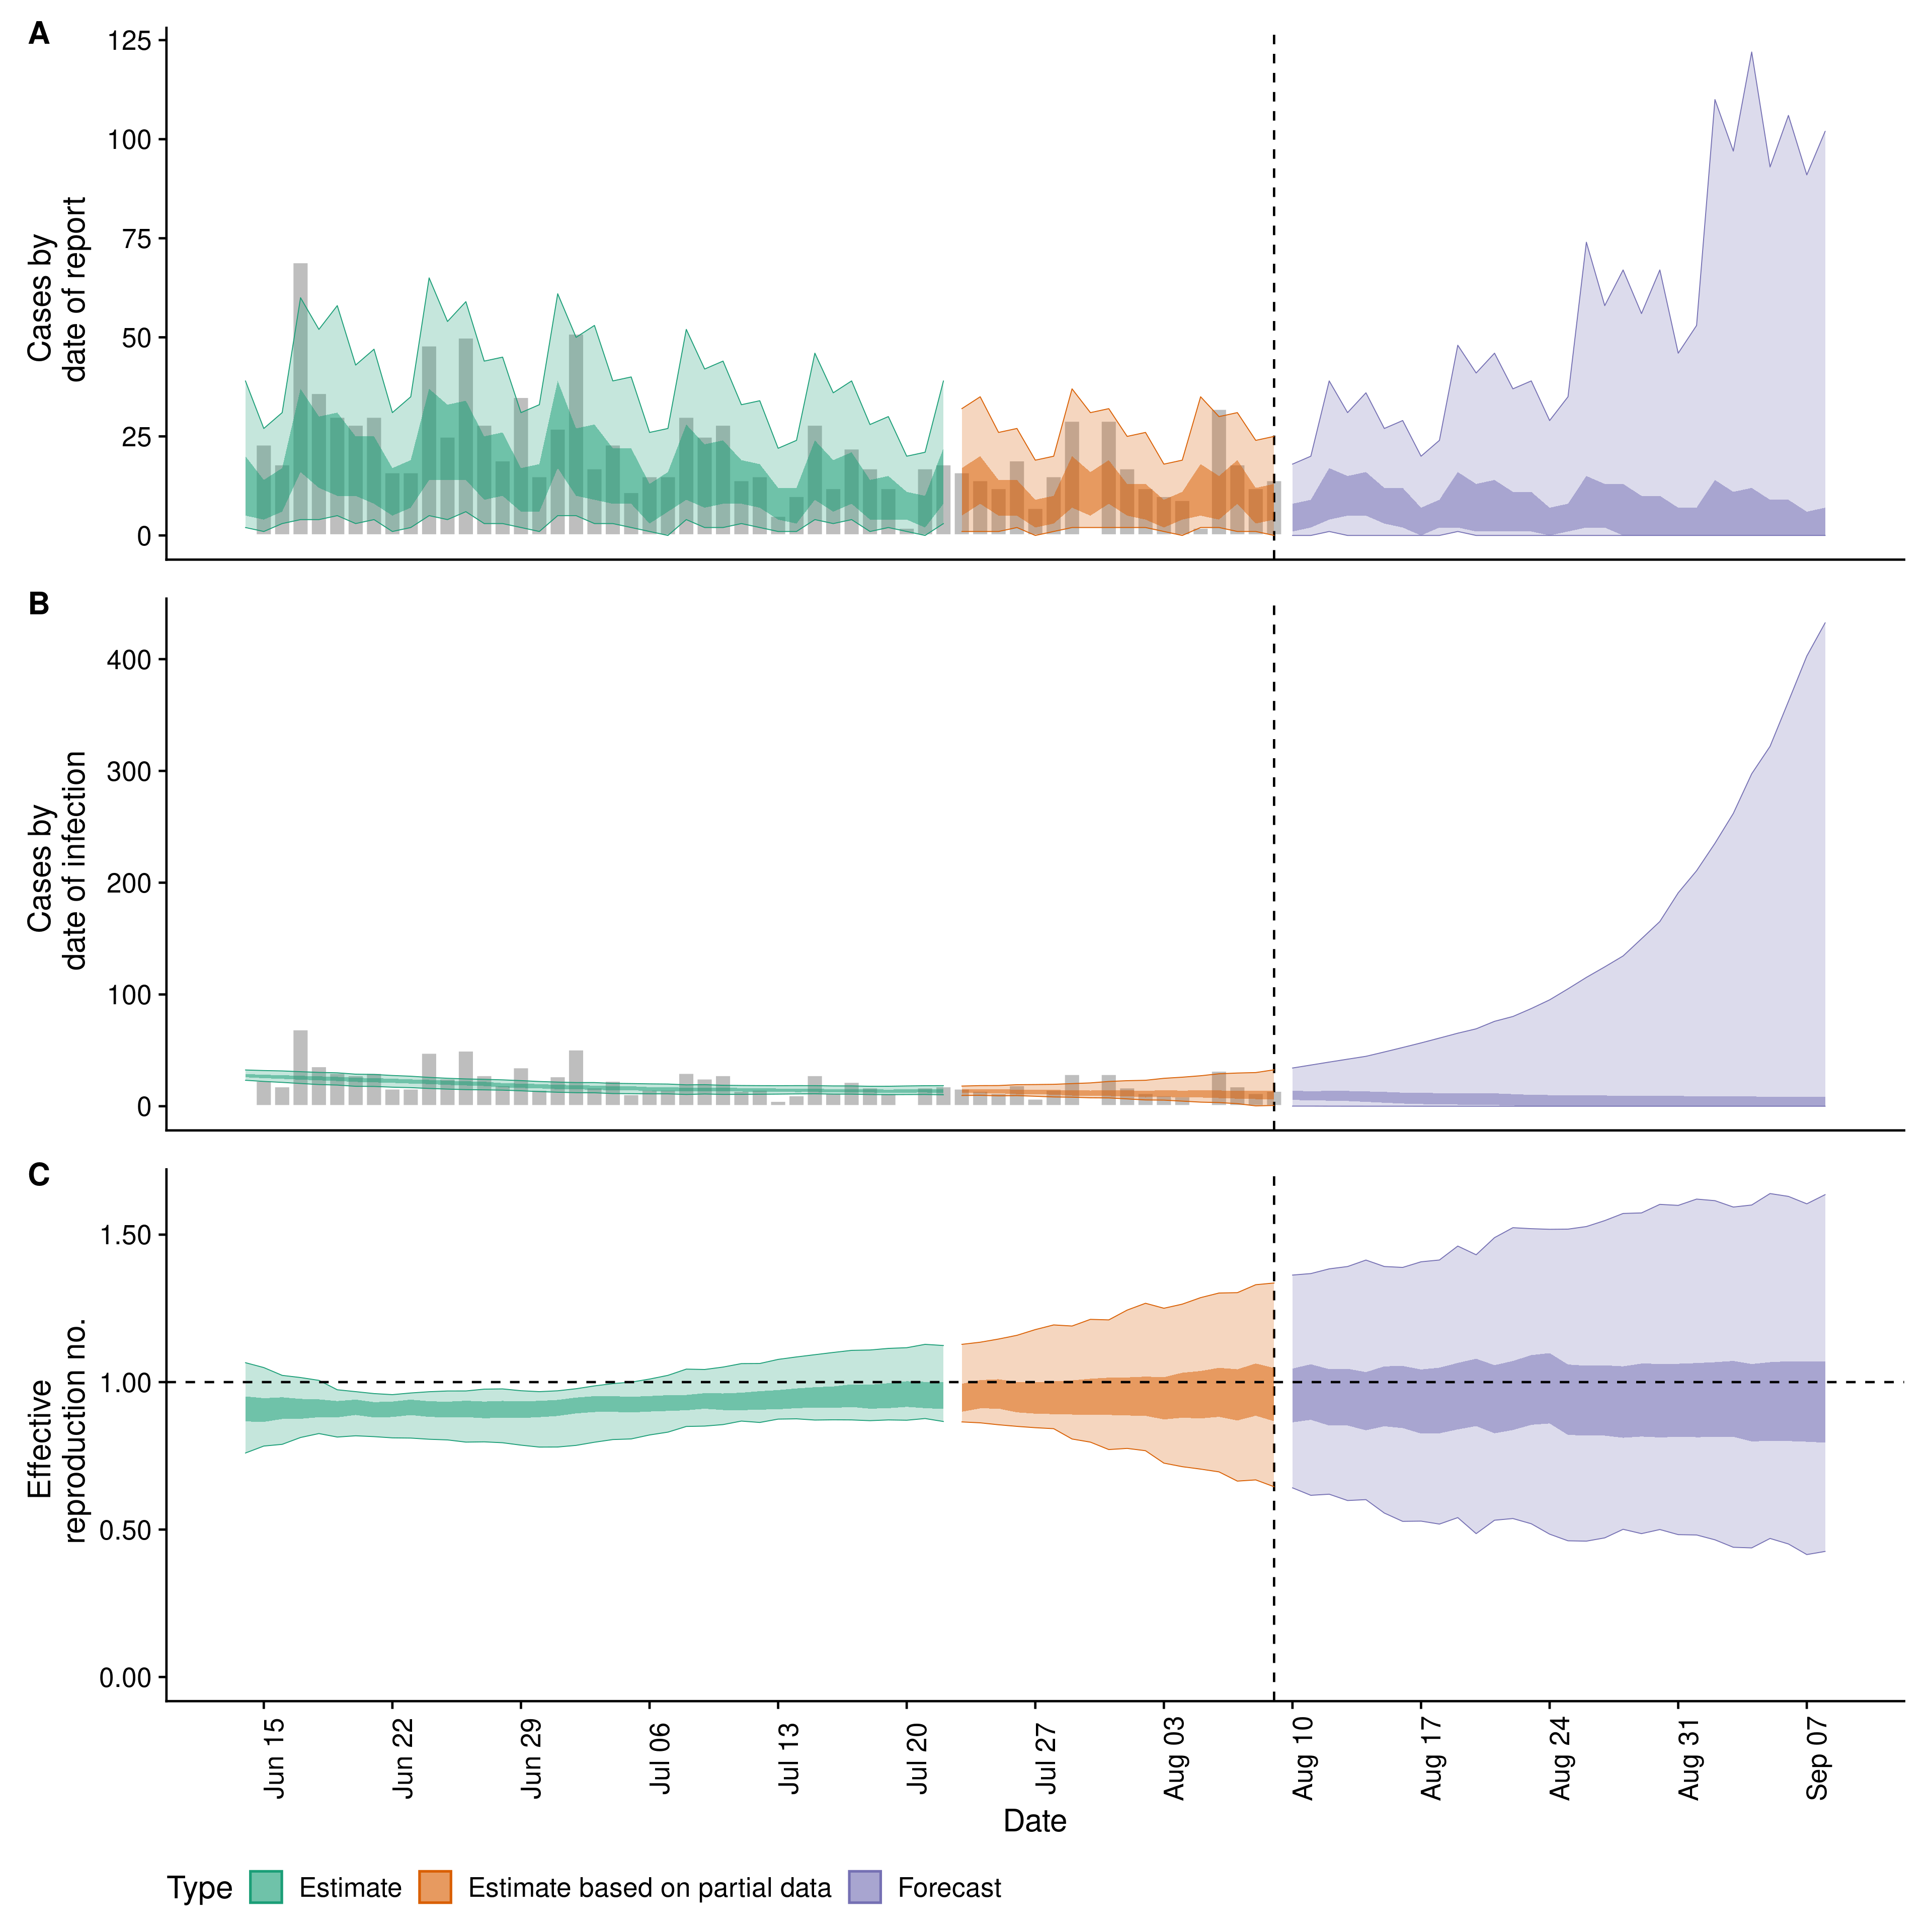 A
125
100
75
50
25
0
Cases by
date of report
B
400
300
200
100
0
Cases by
date of infection
C
1.50
1.00
0.50
0.00
Effective
reproduction no.
Jun 15
Jun 22
Jun 29
Jul 06
Jul 13
Jul 20
Jul 27
Aug 03
Aug 10
Aug 17
Aug 24
Aug 31
Sep 07
Date
Type Estimate Estimate based on partial data Forecast